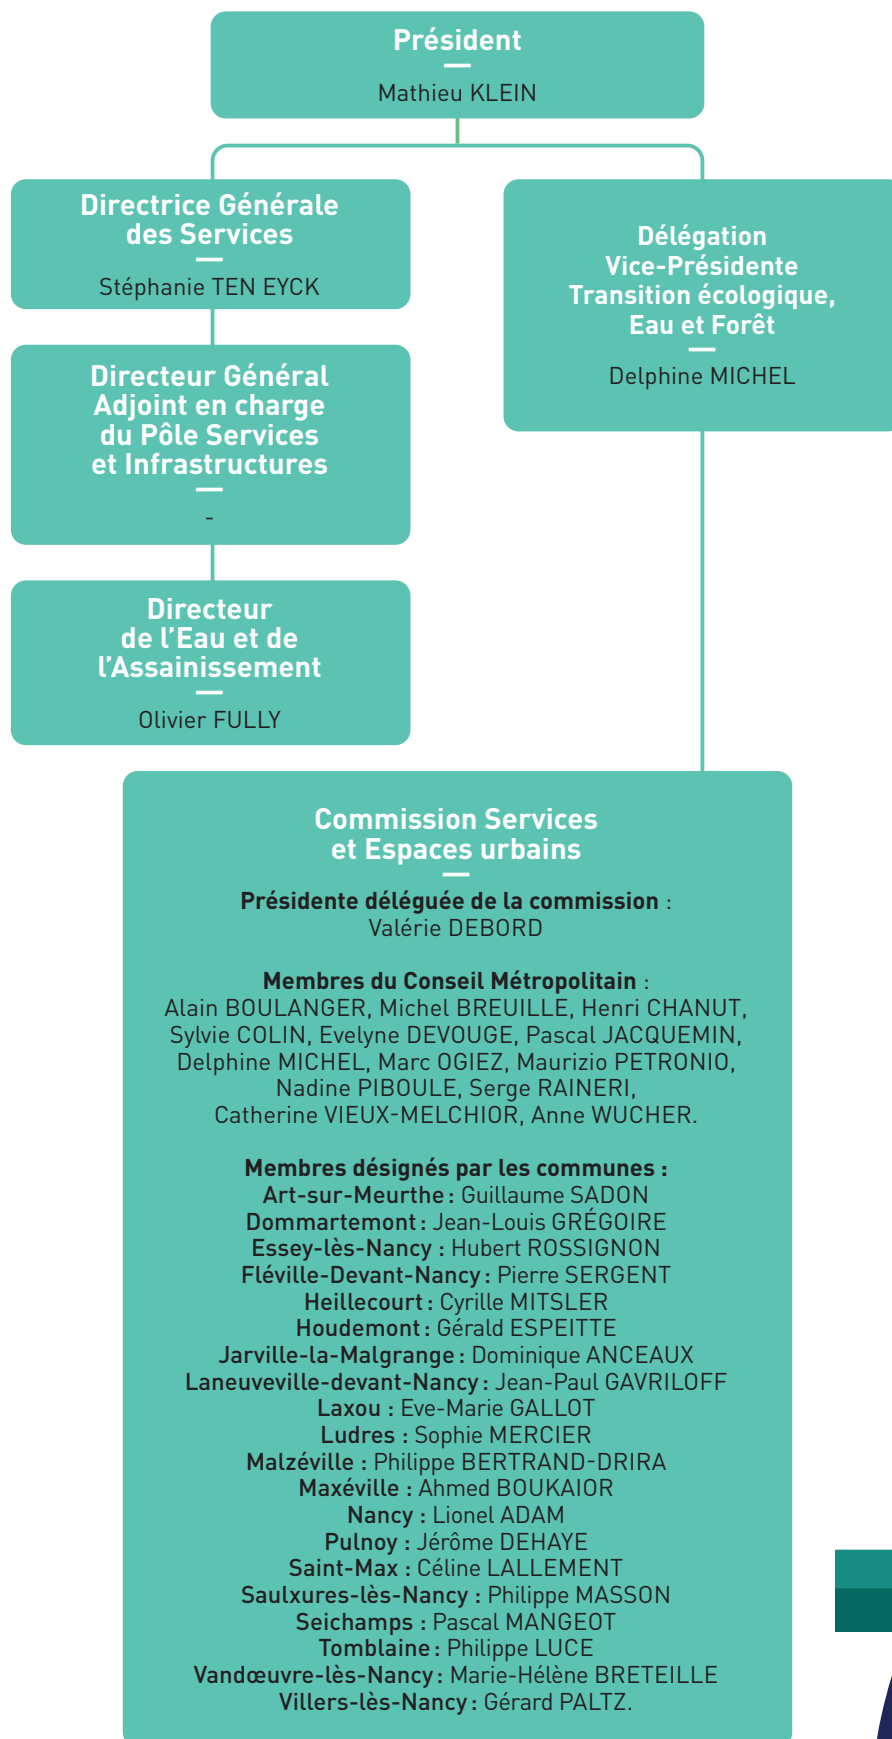 Président
Mathieu KLEIN
Directrice Générale
des Services
Stéphanie TEN EYCK
Directeur Général
Adjoint en charge
du Pôle Services
et Infrastructures
-
Directeur
de l’Eau et de
l’Assainissement
Olivier FULLY
Délégation
Vice-Présidente
Transition écologique,
Eau et Forêt
Delphine MICHEL
Commission Services
et Espaces urbains
Présidente déléguée de la commission :
Valérie DEBORD
Membres du Conseil Métropolitain :
Alain BOULANGER, Michel BREUILLE, Henri CHANUT,
Sylvie COLIN, Evelyne DEVOUGE, Pascal JACQUEMIN,
Delphine MICHEL, Marc OGIEZ, Maurizio PETRONIO,
Nadine PIBOULE, Serge RAINERI,
Catherine VIEUX-MELCHIOR, Anne WUCHER.
Membres désignés par les communes :
Art-sur-Meurthe : Guillaume SADON
Dommartemont : Jean-Louis GRÉGOIRE
Essey-lès-Nancy : Hubert ROSSIGNON
Fléville-Devant-Nancy : Pierre SERGENT
Heillecourt : Cyrille MITSLER
Houdemont : Gérald ESPEITTE
Jarville-la-Malgrange : Dominique ANCEAUX
Laneuveville-devant-Nancy : Jean-Paul GAVRILOFF
Laxou : Eve-Marie GALLOT
Ludres : Sophie MERCIER
Malzéville : Philippe BERTRAND-DRIRA
Maxéville : Ahmed BOUKAIOR
Nancy : Lionel ADAM
Pulnoy : Jérôme DEHAYE
Saint-Max : Céline LALLEMENT
Saulxures-lès-Nancy : Philippe MASSON
Seichamps : Pascal MANGEOT
Tomblaine : Philippe LUCE
Vandœuvre-lès-Nancy : Marie-Hélène BRETEILLE
Villers-lès-Nancy : Gérard PALTZ.